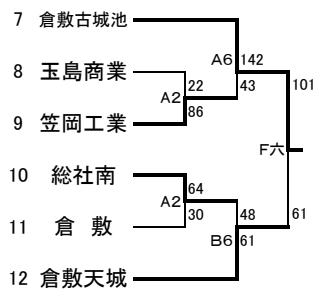 7 倉敷古城池
A6 142
8 玉島商業
22
43
101
A2
86
9 笠岡工業
F六
10 総社南
64
A2
30
48
61
11 倉 敷
B6 61
12 倉敷天城